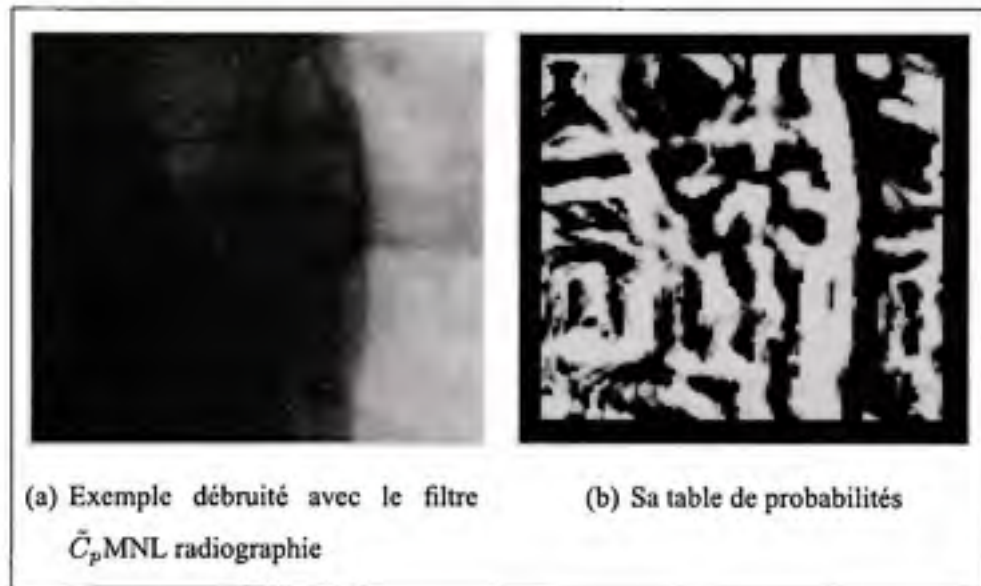 (a) Exemple débruité avec le filtre
C̃ₚMNL radiographie
(b) Sa table de probabilités